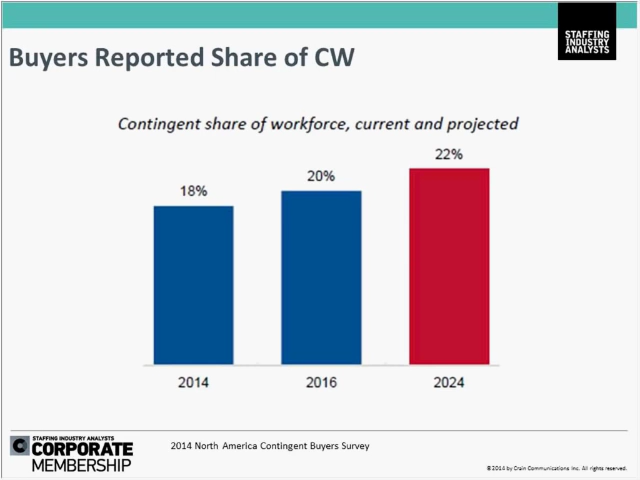 STAFFING
INDUSTRY
ANALYSTS
Buyers Reported Share of CW
Contingent share of workforce, current and projected
18%
20%
22%
2014
2016
2024
STAFFING INDUSTRY ANALYSTS
CORPORATE
MEMBERSHIP
2014 North America Contingent Buyers Survey
©2014 by Crain Communications Inc. All rights reserved.